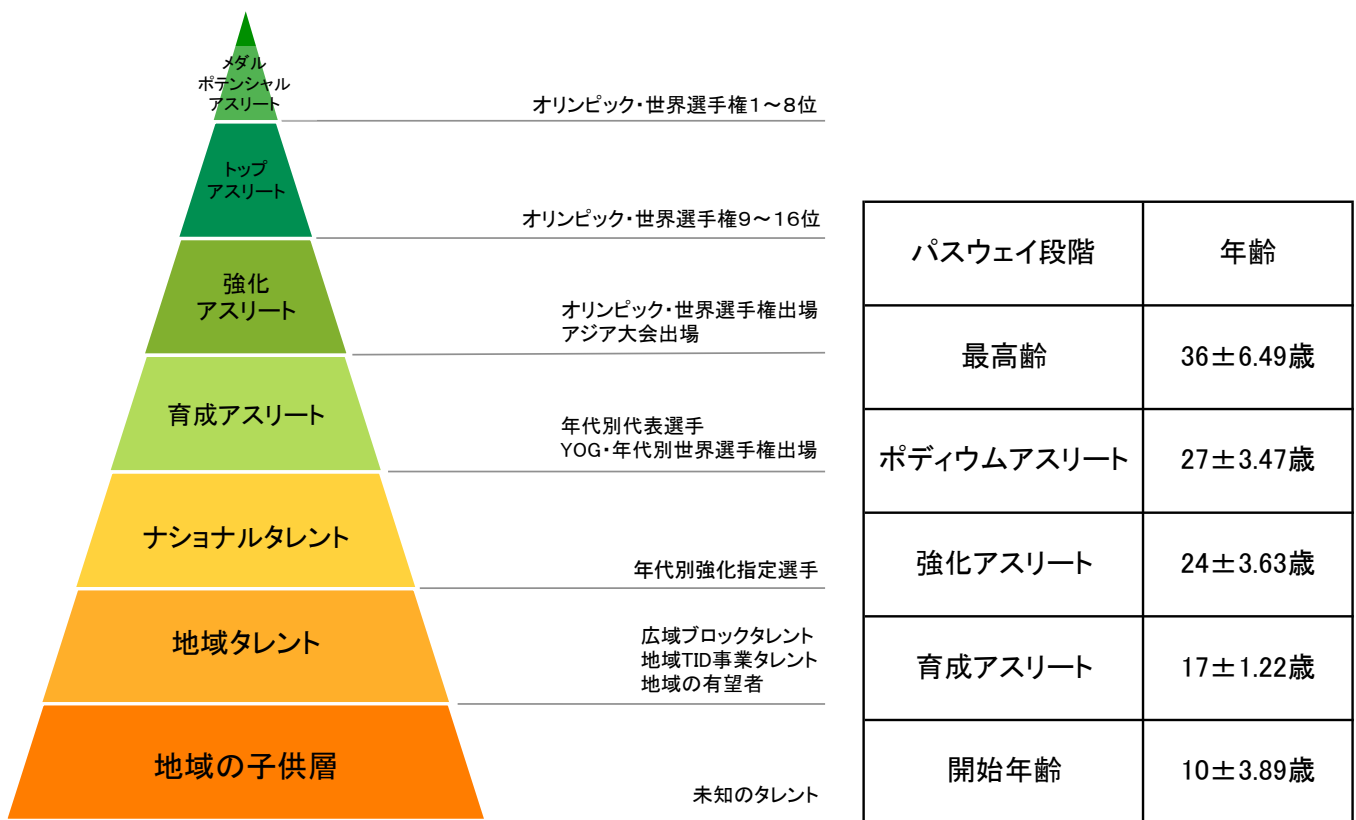 メダル
ポテンシャル
アスリート
オリンピック・世界選手権1～8位
トップ
アスリート
オリンピック・世界選手権9～16位
強化
アスリート
オリンピック・世界選手権出場
アジア大会出場
育成アスリート
年代別代表選手
YOG・年代別世界選手権出場
ナショナルタレント
年代別強化指定選手
地域タレント
広域ブロックタレント
地域TID事業タレント
地域の有望者
地域の子供層
未知のタレント
パスウェイ段階 年齢
最高齢 36±6.49歳
ポディウムアスリート 27±3.47歳
強化アスリート 24±3.63歳
育成アスリート 17±1.22歳
開始年齢 10±3.89歳